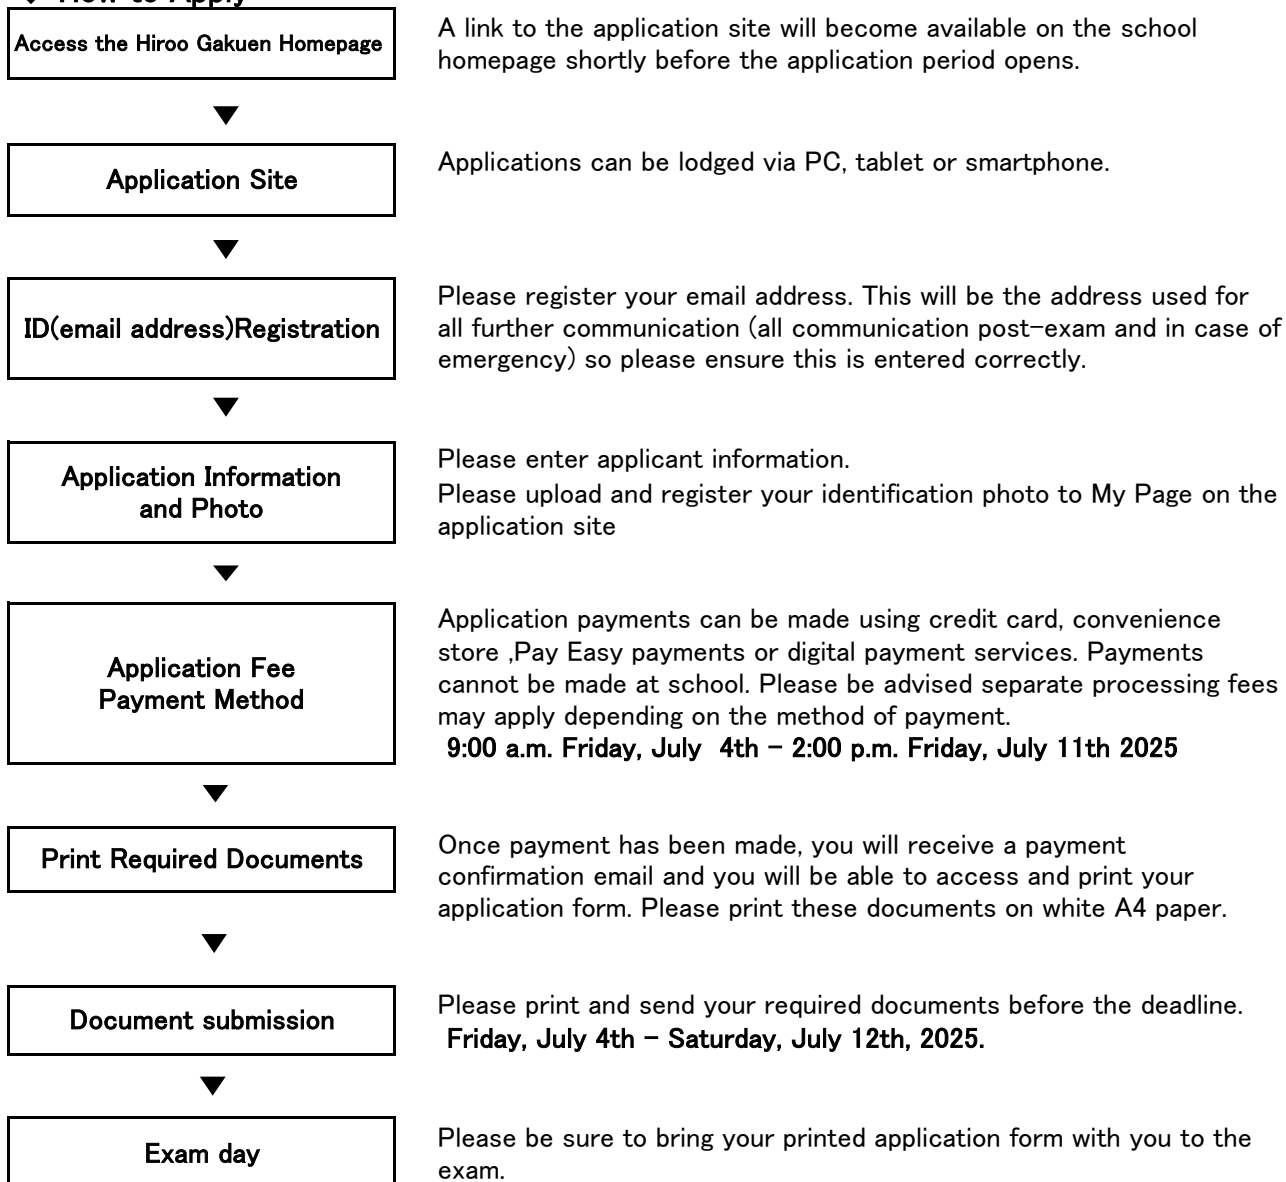 How to Apply
Access the Hiroo Gakuen Homepage
A link to the application site will become available on the school
homepage shortly before the application period opens.
Application Site
Applications can be lodged via PC, tablet or smartphone.
ID(email address)Registration
Please register your email address. This will be the address used for
all further communication (all communication post-exam and in case of
emergency) so please ensure this is entered correctly.
Application Information
and Photo
Please enter applicant information.
Please upload and register your identification photo to My Page on the
application site
Application Fee
Payment Method
Application payments can be made using credit card, convenience
store ,Pay Easy payments or digital payment services. Payments
cannot be made at school. Please be advised separate processing fees
may apply depending on the method of payment.
9:00 a.m. Friday, July 4th - 2:00 p.m. Friday, July 11th 2025
Print Required Documents
Once payment has been made, you will receive a payment
confirmation email and you will be able to access and print your
application form. Please print these documents on white A4 paper.
Document submission
Please print and send your required documents before the deadline.
Friday, July 4th - Saturday, July 12th, 2025.
Exam day
Please be sure to bring your printed application form with you to the
exam.